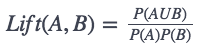 Lift(A, B) = P(AUB) / P(A)P(B)